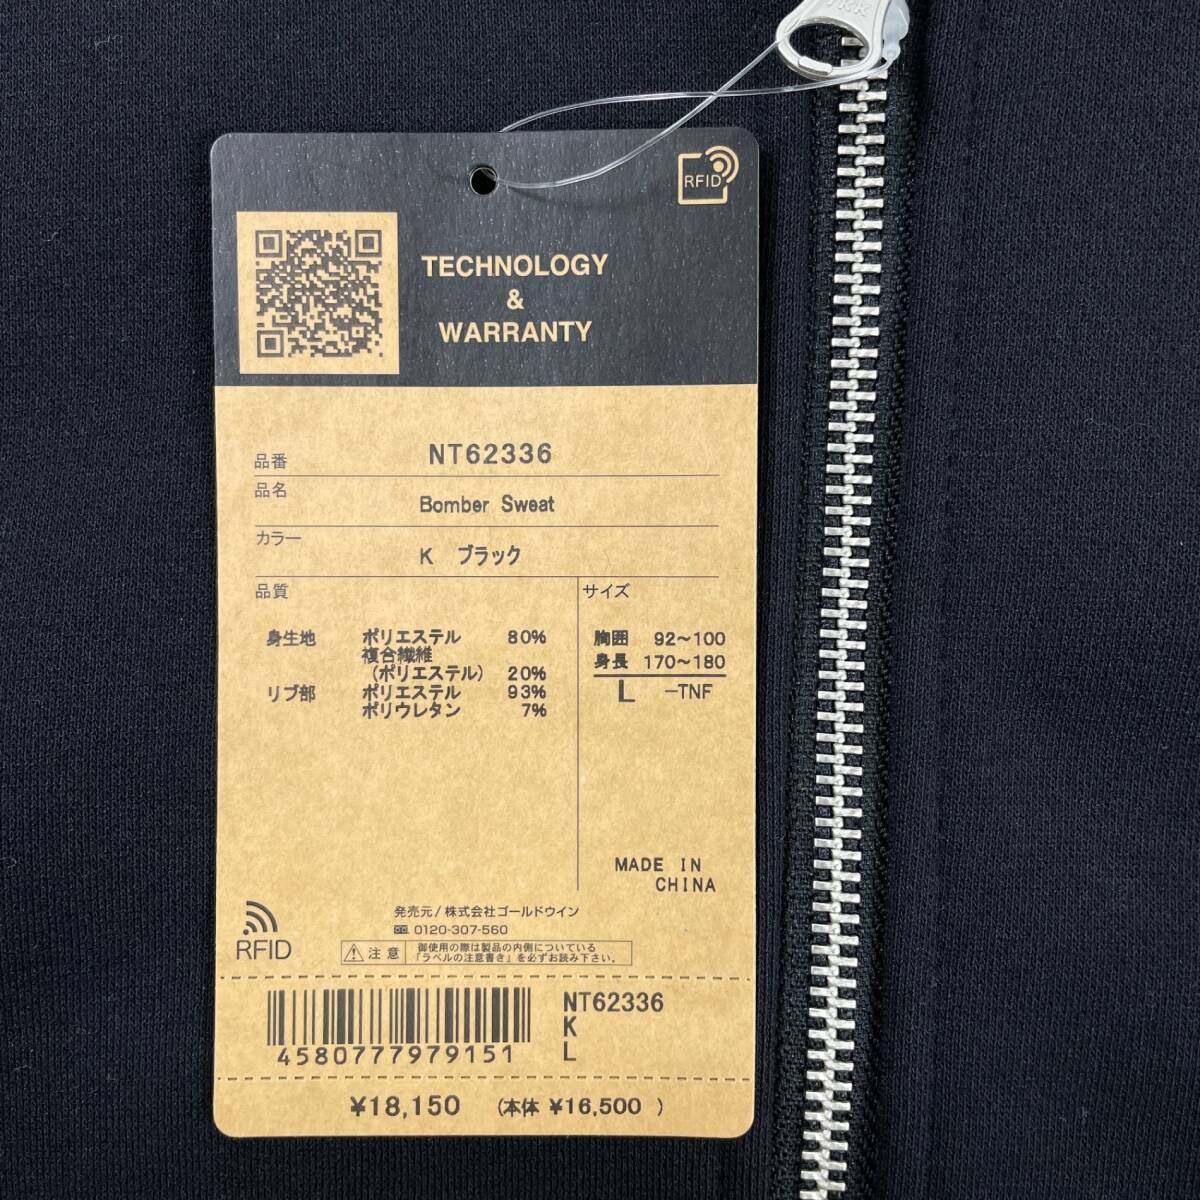 YKK
RFID
TECHNOLOGY
&
WARRANTY
品番 NT62336
品名 Bomber Sweat
カラー K ブラック
品質
身生地 ポリエステル 80%
複合繊維
(ポリエステル) 20%
リブ部 ポリエステル 93%
ポリウレタン 7%
サイズ
胸囲 92~100
身長 170~180
L -TNF
MADE IN
CHINA
発売元/株式会社ゴールドウイン
0120-307-560
RFID
注意 御使用の際は製品の内側についている
「ラベルの注意書き」を必ずお読み下さい。
4580777979151
NT62336
K
L
¥18,150 (本体 ¥16,500 )